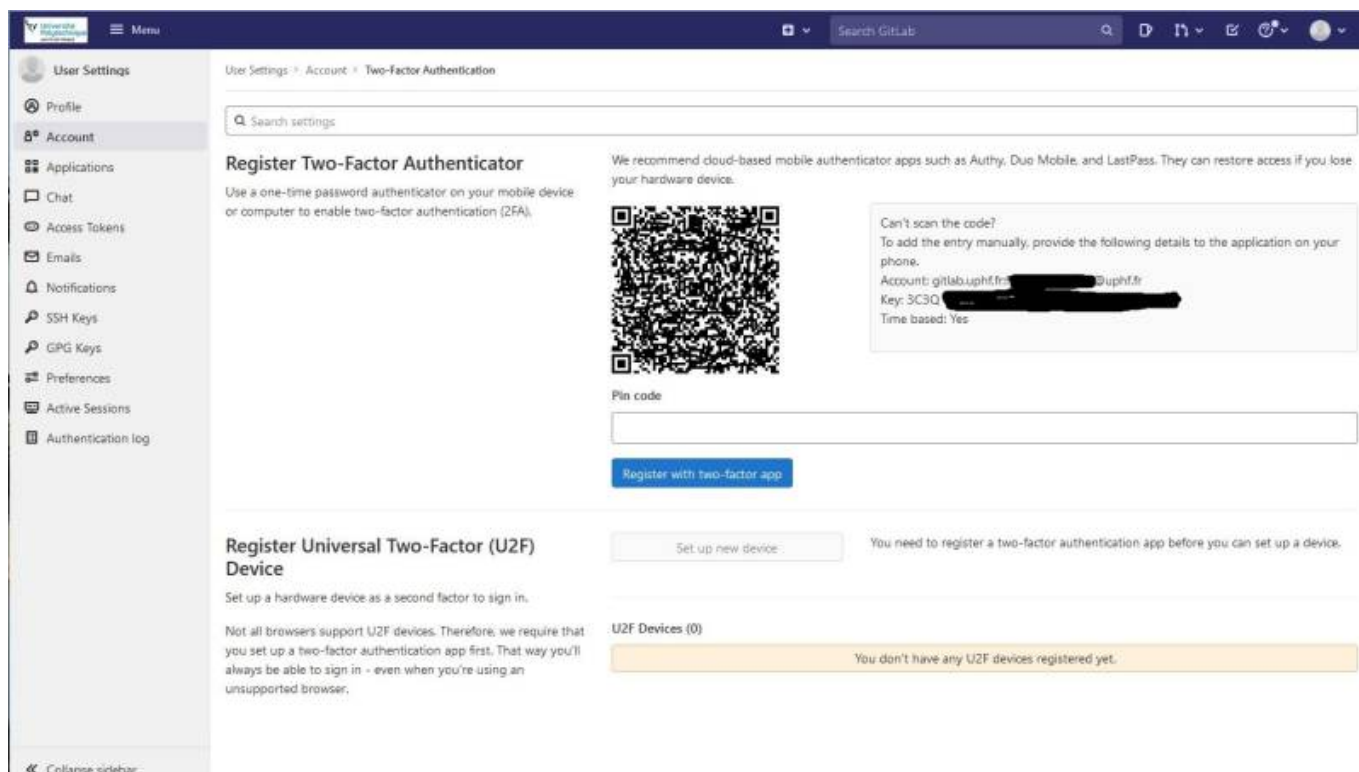 Université
Polytechnique
Menu
Search GitLab
User Settings
Profile
Account
Applications
Chat
Access Tokens
Emails
Notifications
SSH Keys
GPG Keys
Preferences
Active Sessions
Authentication log
Collapse sidebar
User Settings > Account > Two-Factor Authentication
Search settings
Register Two-Factor Authenticator
Use a one-time password authenticator on your mobile device
or computer to enable two-factor authentication (2FA).
We recommend cloud-based mobile authenticator apps such as Authy, Duo Mobile, and LastPass. They can restore access if you lose
your hardware device.
Can't scan the code?
To add the entry manually, provide the following details to the application on your
phone.
Account: gitlab.uphf.fr: @uphf.fr
Key: 3C3Q
Time based: Yes
Pin code
Register with two-factor app
Register Universal Two-Factor (U2F)
Device
Set up a hardware device as a second factor to sign in.
Not all browsers support U2F devices. Therefore, we require that
you set up a two-factor authentication app first. That way you'll
always be able to sign in - even when you're using an
unsupported browser.
Set up new device
You need to register a two-factor authentication app before you can set up a device.
U2F Devices (0)
You don't have any U2F devices registered yet.